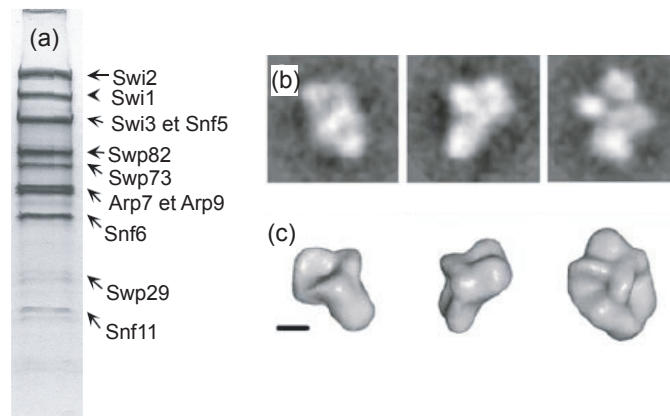 (a)
Swi2
Swi1
Swi3 et Snf5
Swp82
Swp73
Arp7 et Arp9
Snf6
Swp29
Snf11
(b)
(c)